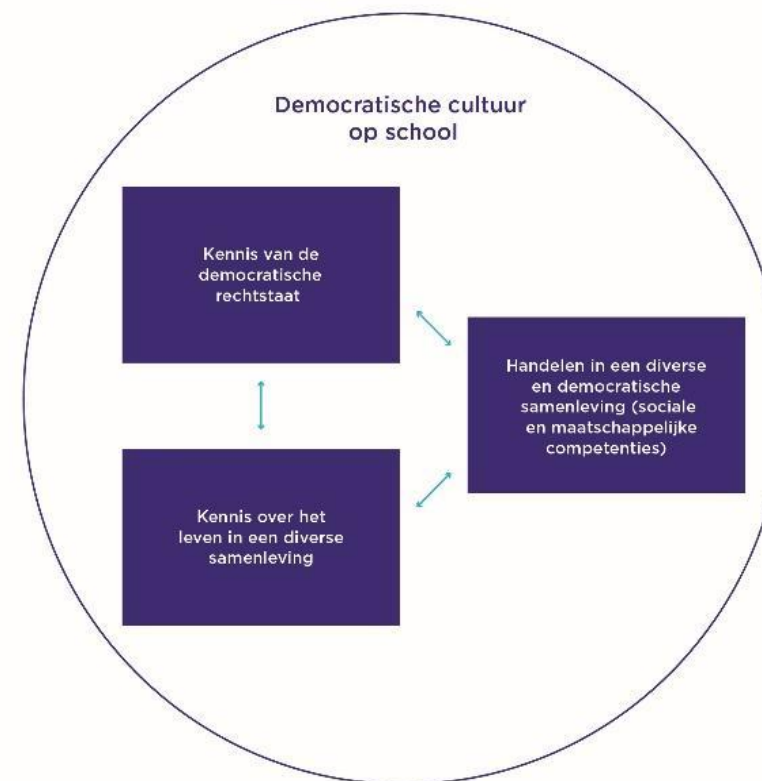 Democratische cultuur
op school
Kennis van de
democratische
rechtstaat
Handelen in een diverse
en democratische
samenleving (sociale
en maatschappelijke
competenties)
Kennis over het
leven in een diverse
samenleving